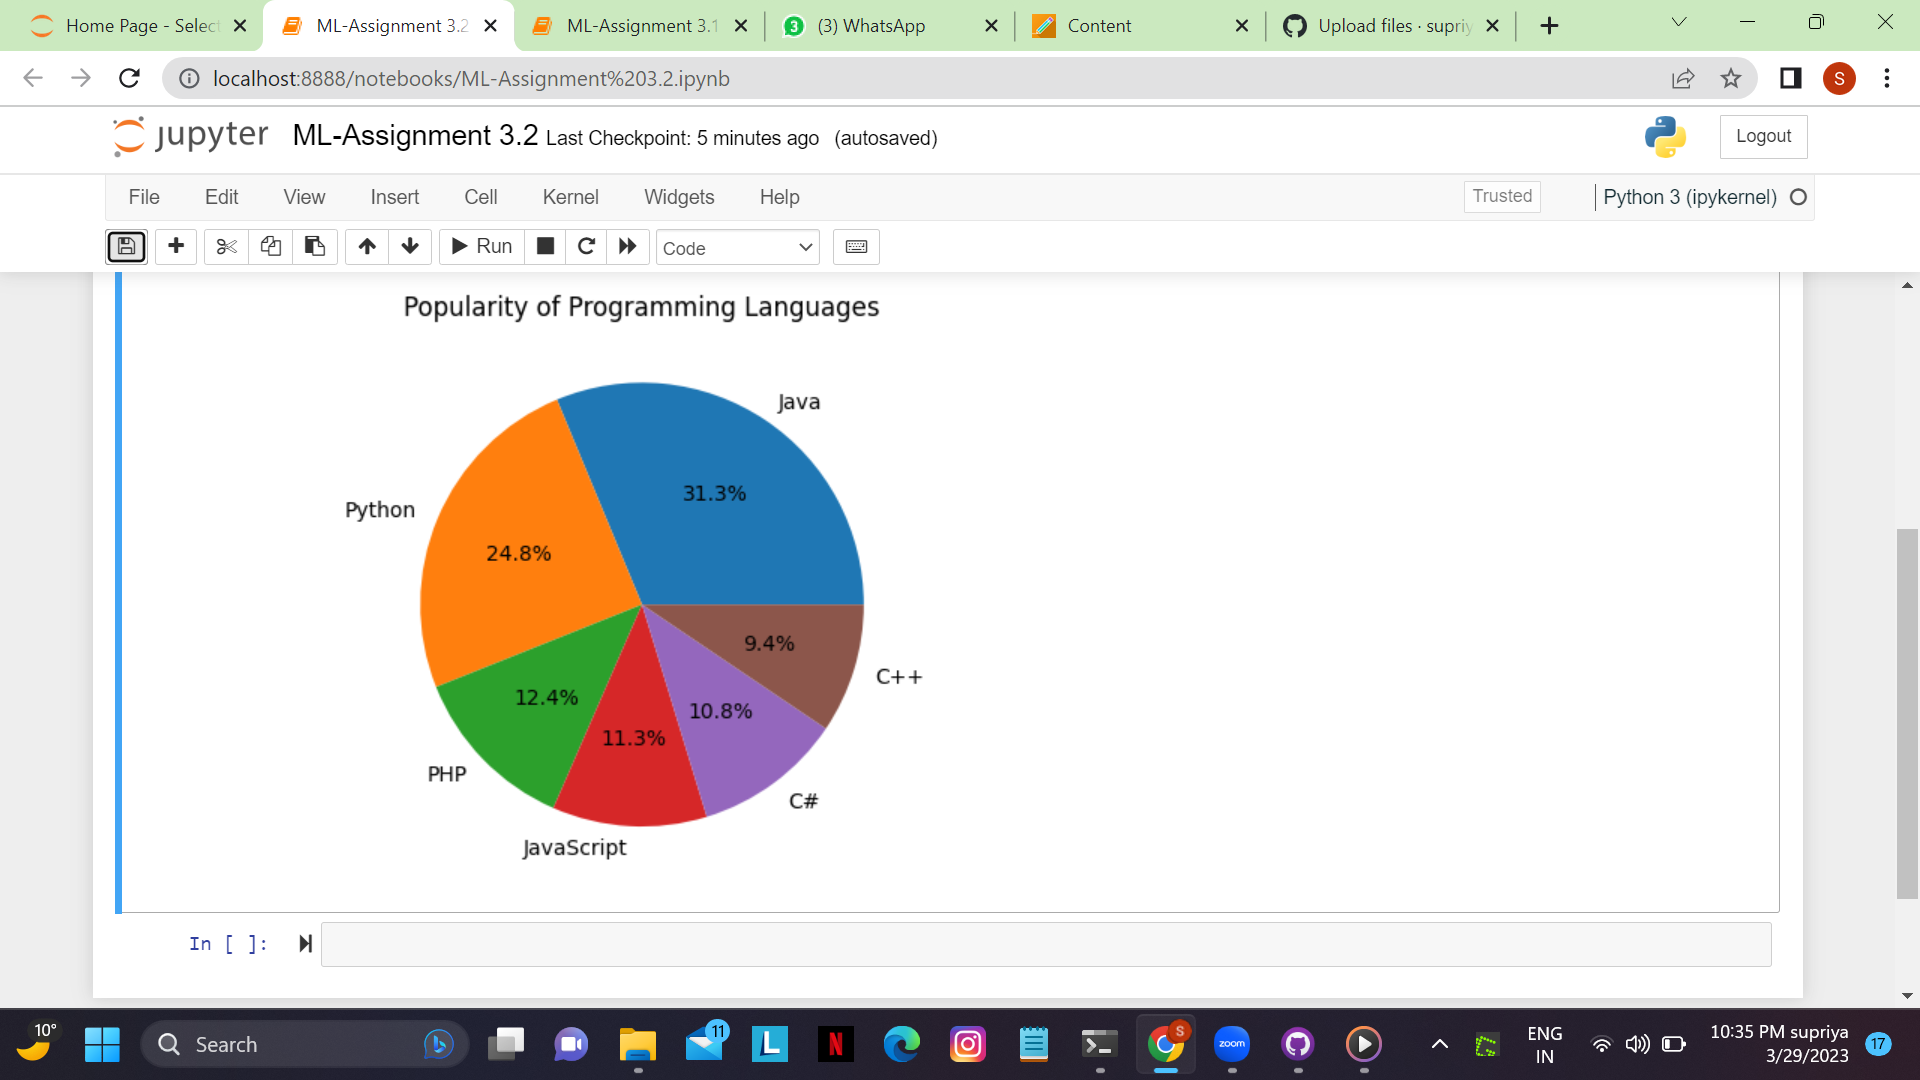 Home Page - Select
ML-Assignment 3.2
ML-Assignment 3.1
(3) WhatsApp
Content
Upload files · supriy
localhost:8888/notebooks/ML-Assignment%203.2.ipynb
S
jupyter
ML-Assignment 3.2 Last Checkpoint: 5 minutes ago (autosaved)
Logout
File Edit View Insert Cell Kernel Widgets Help
Trusted
Python 3 (ipykernel)
Run
Code
Popularity of Programming Languages
Java
31.3%
Python
24.8%
9.4%
C++
12.4%
10.8%
11.3%
PHP
C#
JavaScript
In [ ]:
10°
Search
11
L
N
S
zoom
ENG
IN
10:35 PM supriya
3/29/2023
17